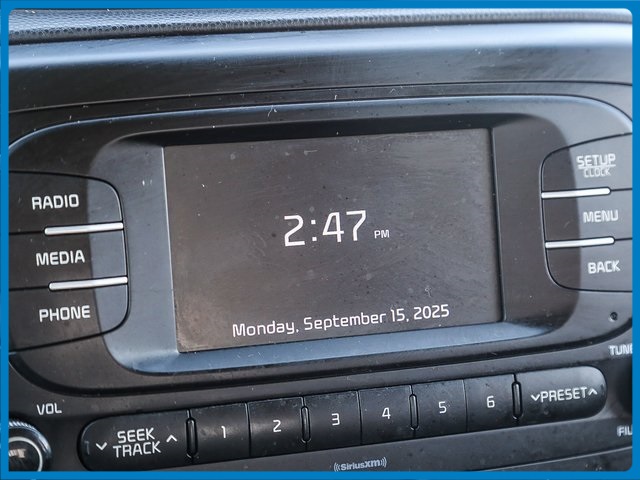 RADIO
MEDIA
PHONE
2:47 PM
Monday, September 15, 2025
SETUP
CLOCK
MENU
BACK
TUNE
VOL
SEEK
TRACK
1 2 3 4 5 6
PRESET
((SiriusXM))